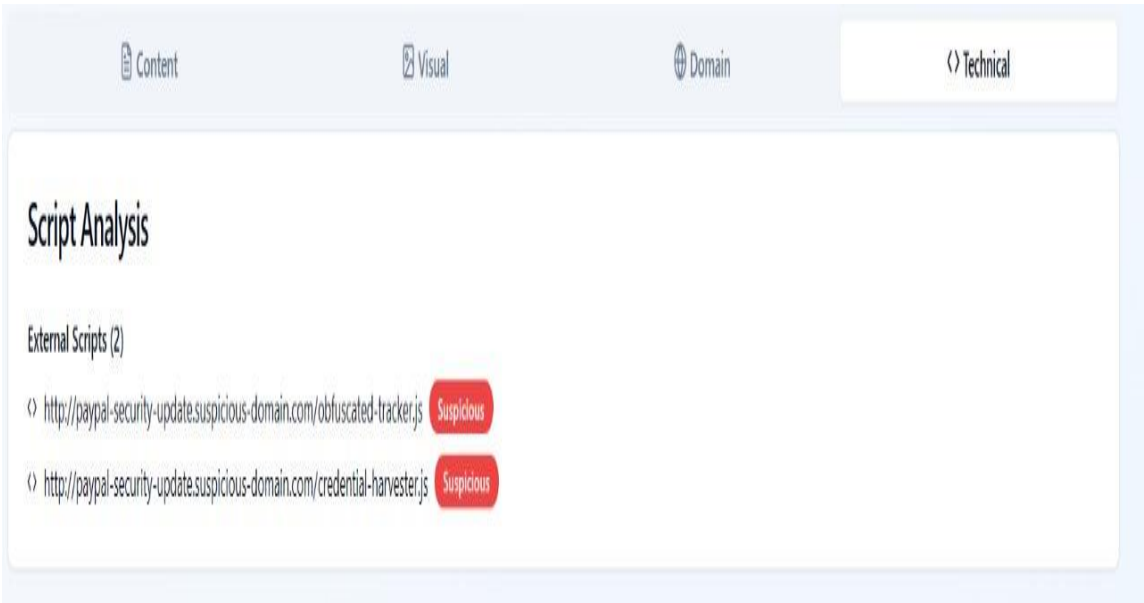 Content Visual Domain <> Technical
Script Analysis
External Scripts (2)
<> http://paypal-security-update.suspicious-domain.com/obfuscated-tracker.js Suspicious
<> http://paypal-security-update.suspicious-domain.com/credential-harvester.js Suspicious